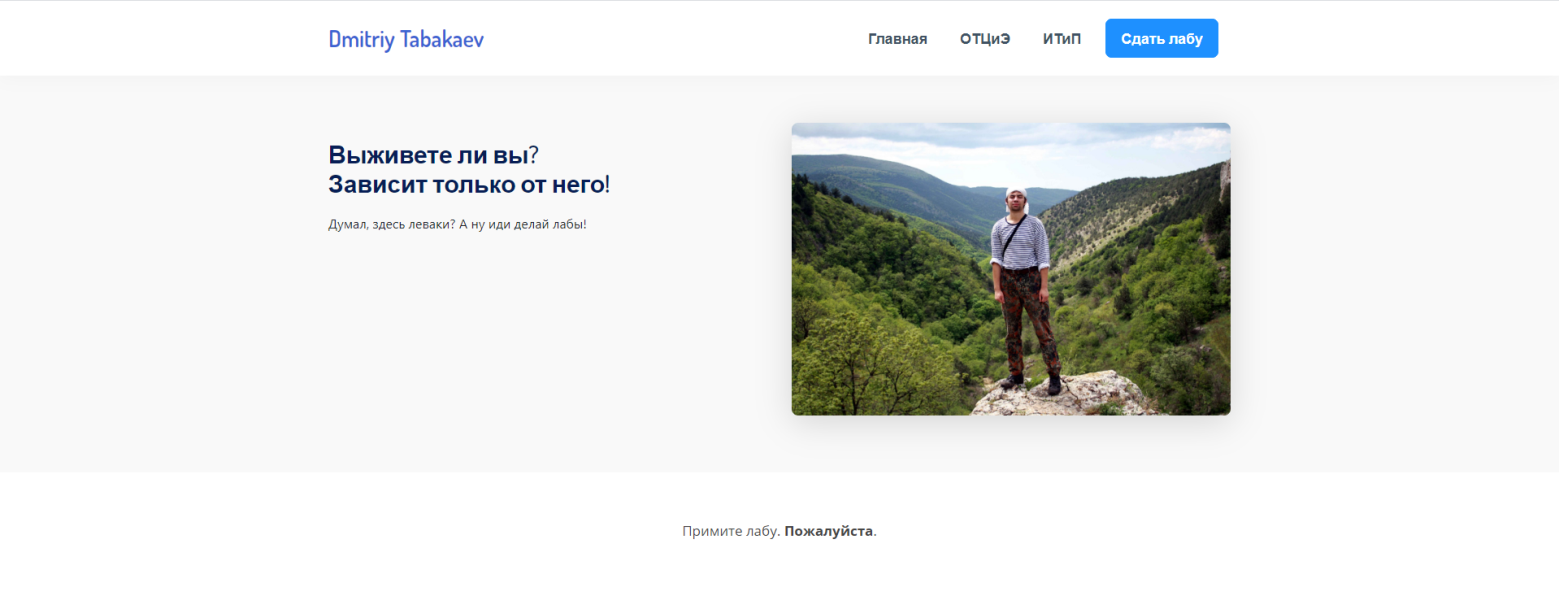 Dmitriy Tabakaev
Главная ОТЦиЭ ИТиП Сдать лабу
Выживете ли вы?
Зависит только от него!
Думал, здесь леваки? А ну иди делай лабы!
Примите лабу. Пожалуйста.